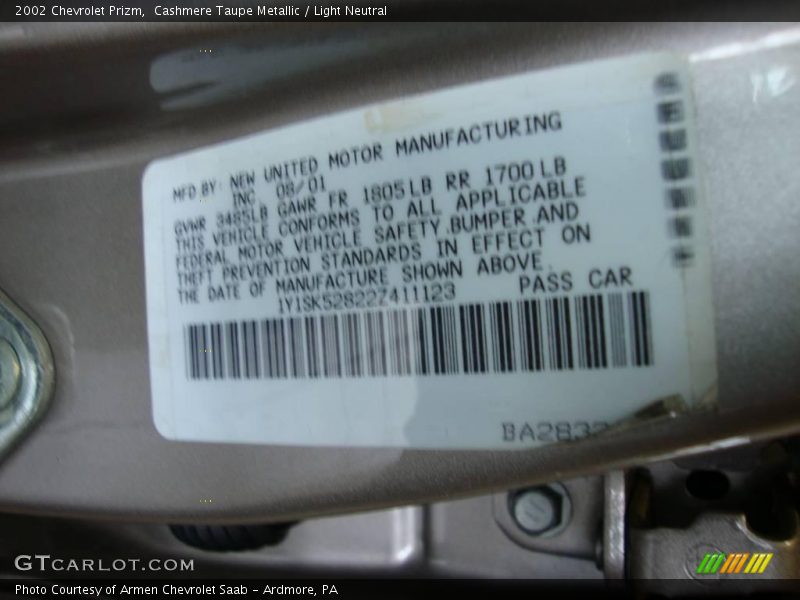 2002 Chevrolet Prizm,  Cashmere Taupe Metallic / Light Neutral
MFD BY: NEW UNITED MOTOR MANUFACTURING
INC 08/01
GVWR 3485LB GAWR FR 1805LB RR 1700LB
THIS VEHICLE CONFORMS TO ALL APPLICABLE
FEDERAL MOTOR VEHICLE SAFETY,BUMPER AND
THEFT PREVENTION STANDARDS IN EFFECT ON
THE DATE OF MANUFACTURE SHOWN ABOVE.
1Y1SK52822Z411123 PASS CAR
BA2832
GTCARLOT.COM
Photo Courtesy of Armen Chevrolet Saab - Ardmore, PA